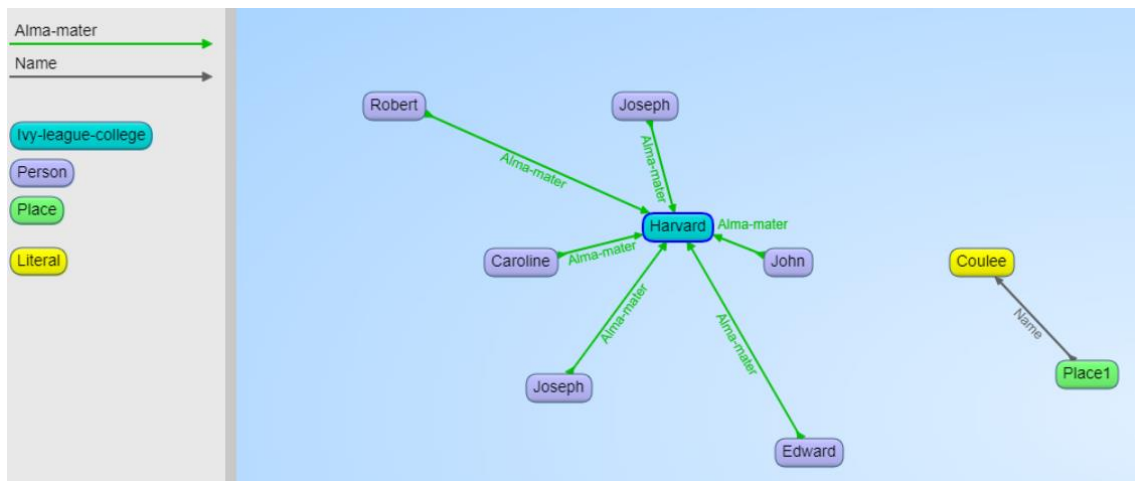 Alma-mater
Name
Ivy-league-college
Person
Place
Literal
Robert
Joseph
Alma-mater
Alma-mater
Harvard
Alma-mater
Caroline
Alma-mater
John
Coulee
Alma-mater
Alma-mater
Name
Joseph
Place1
Edward